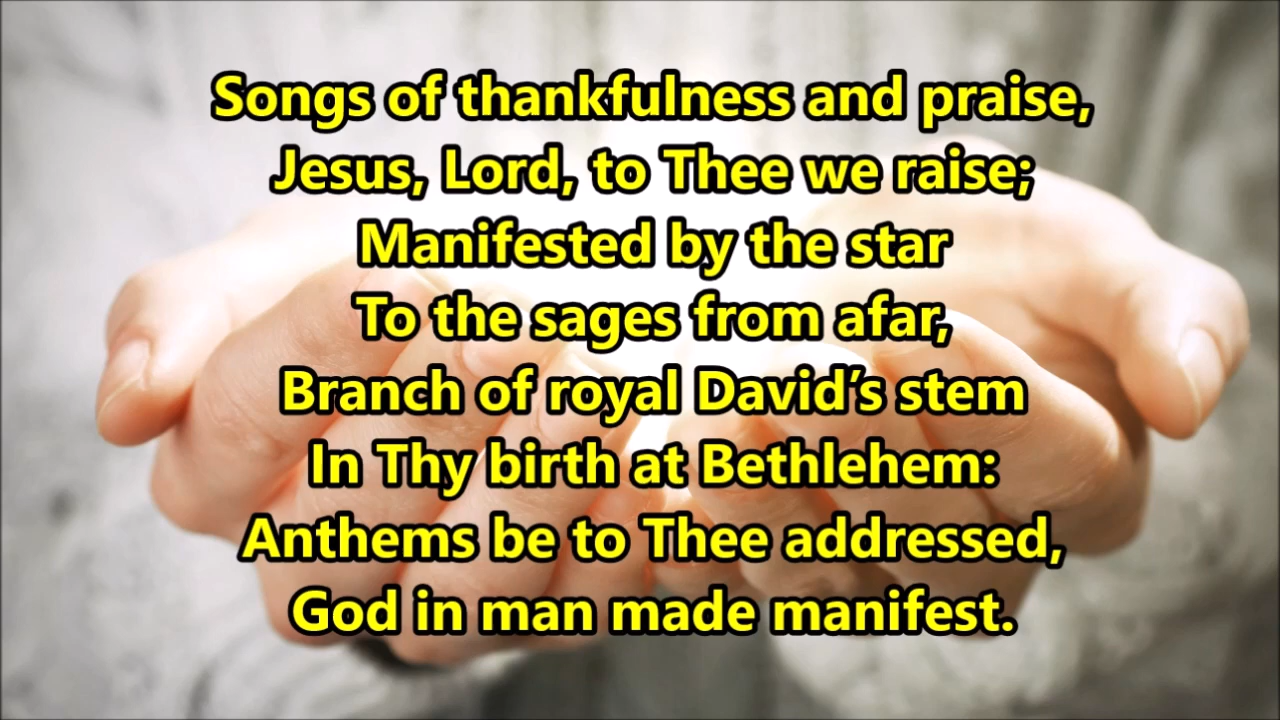 Songs of thankfulness and praise,
Jesus, Lord, to Thee we raise;
Manifested by the star
To the sages from afar,
Branch of royal David’s stem
In Thy birth at Bethlehem:
Anthems be to Thee addressed,
God in man made manifest.